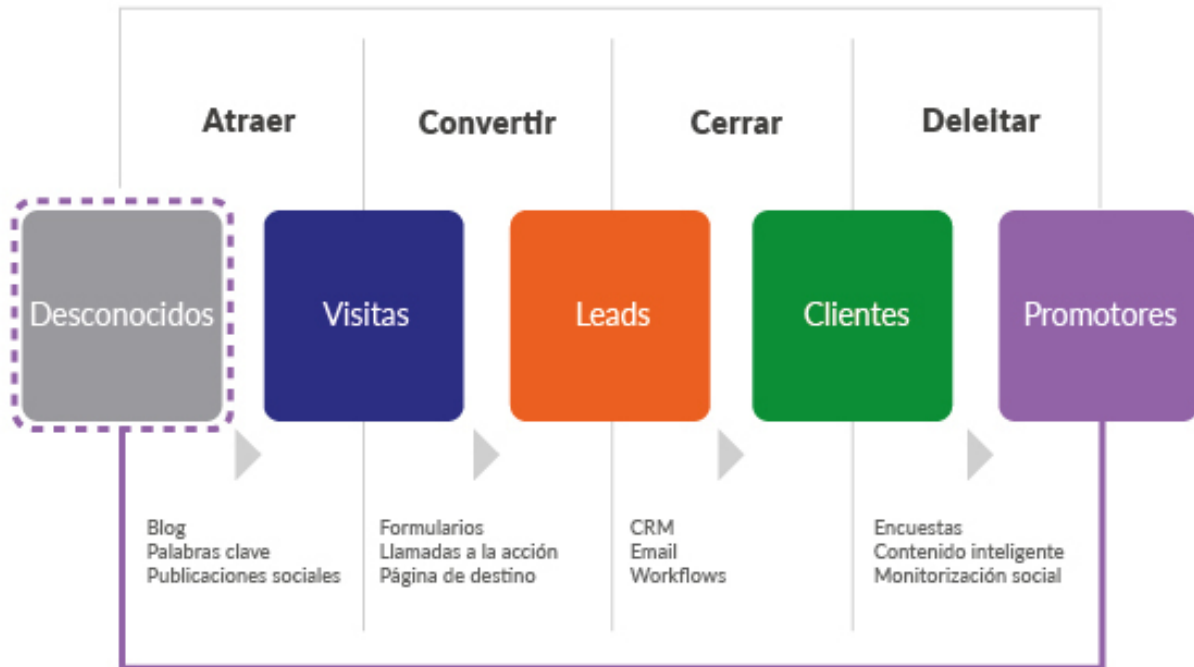 Atraer
Convertir
Cerrar
Deleitar
Desconocidos
Visitas
Leads
Clientes
Promotores
Blog
Palabras clave
Publicaciones sociales
Formularios
Llamadas a la acción
Página de destino
CRM
Email
Workflows
Encuestas
Contenido inteligente
Monitorización social